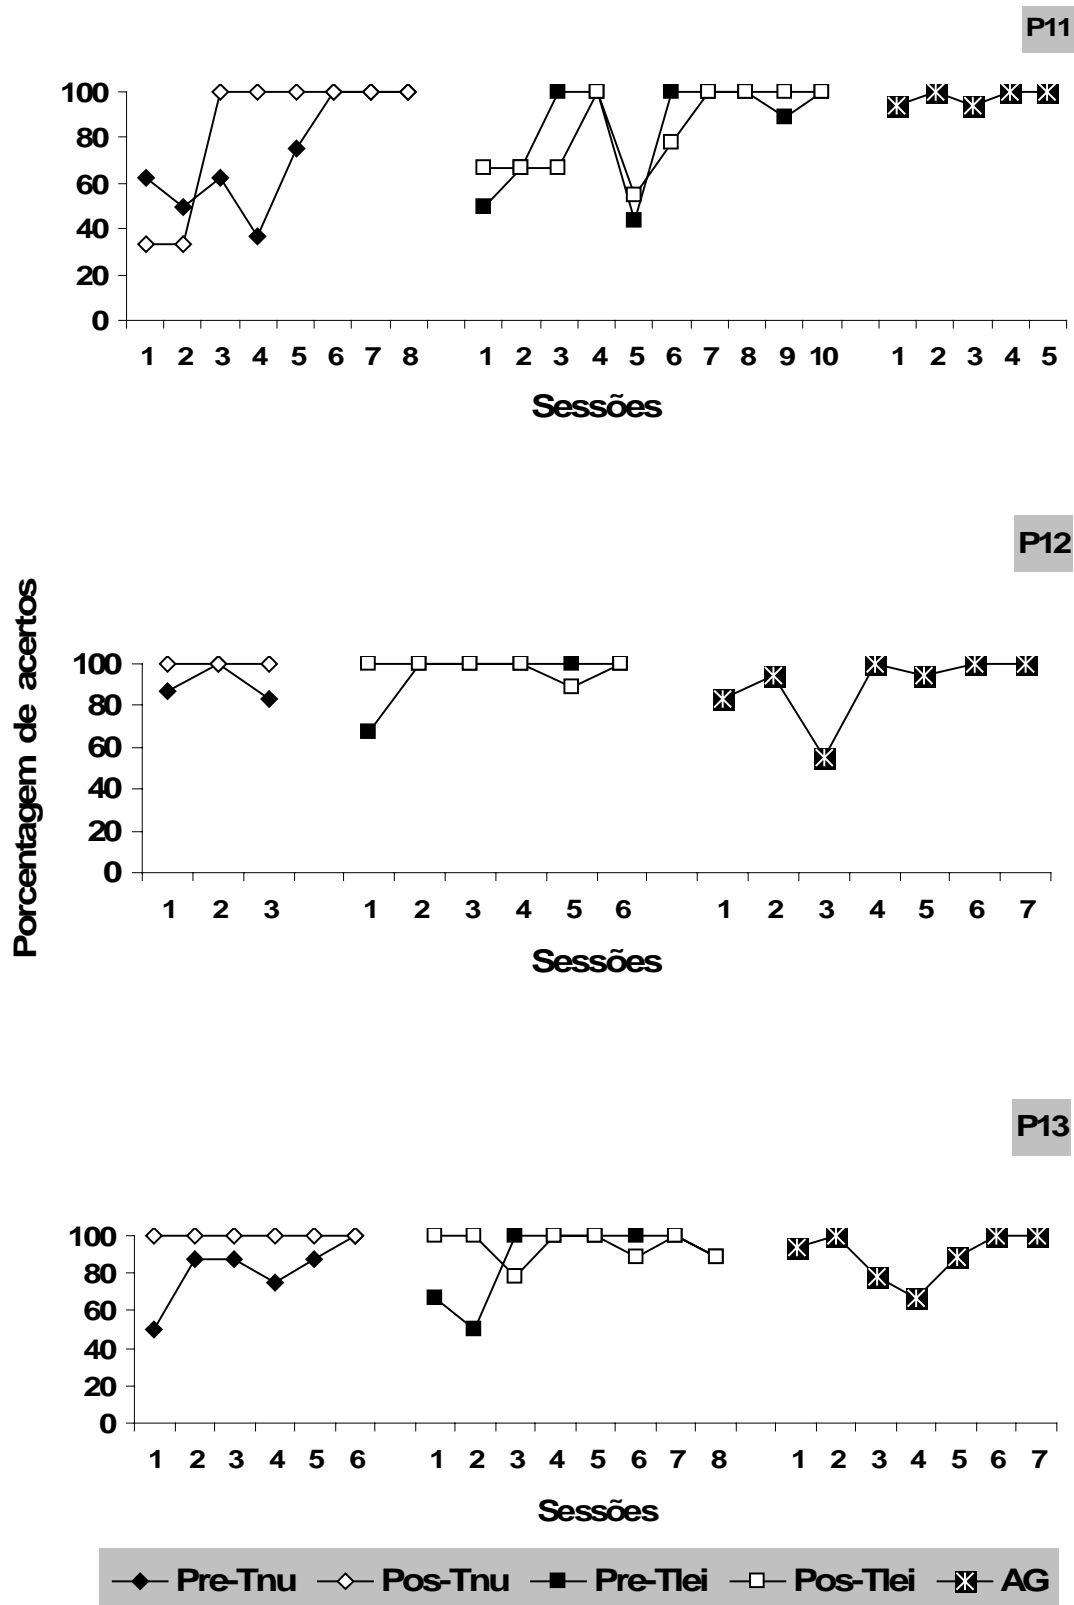 P11
100
80
60
40
20
0
1 2 3 4 5 6 7 8 1 2 3 4 5 6 7 8 9 10 1 2 3 4 5
Sessões
P12
Porcentagem de acertos
100
80
60
40
20
0
1 2 3 1 2 3 4 5 6 1 2 3 4 5 6 7
Sessões
P13
100
80
60
40
20
0
1 2 3 4 5 6 1 2 3 4 5 6 7 8 1 2 3 4 5 6 7
Sessões
Pre-Tnu Pos-Tnu Pre-Tlei Pos-Tlei AG